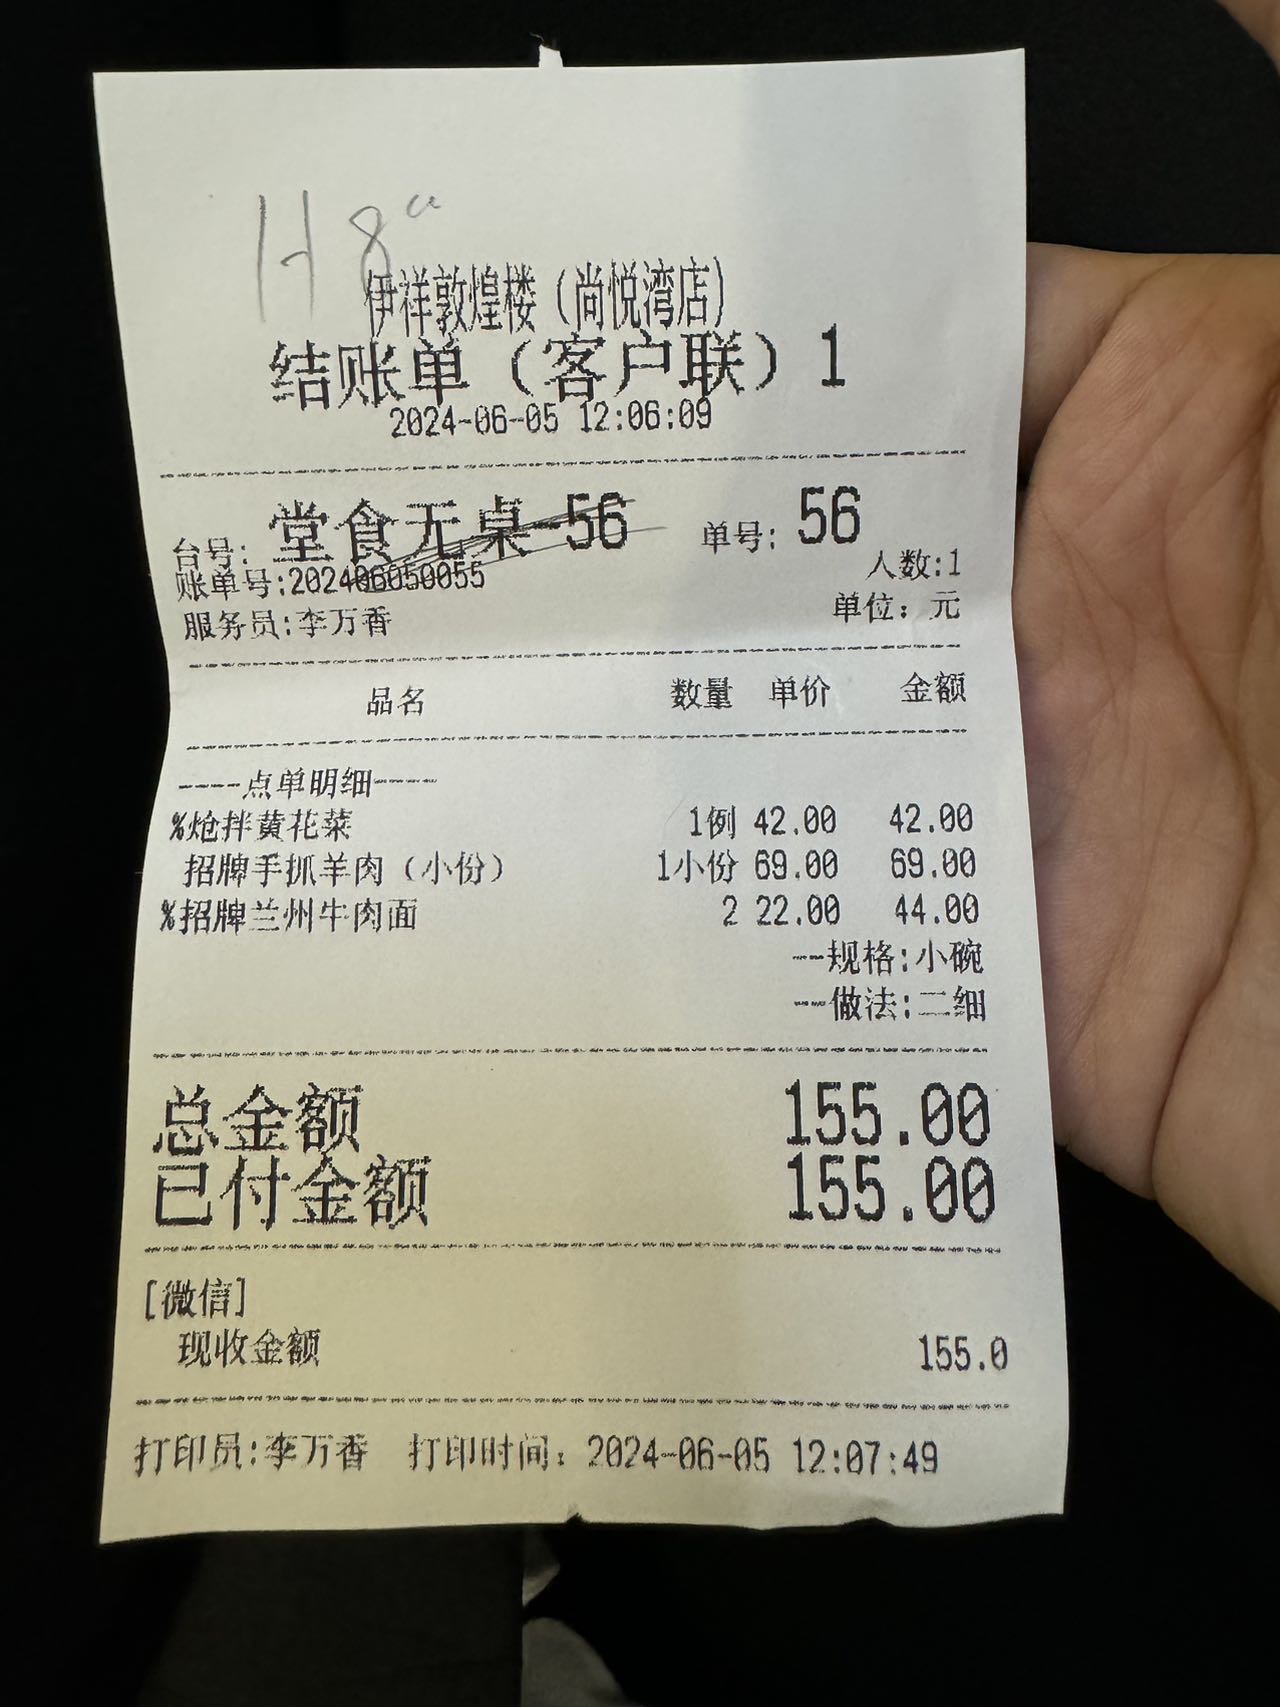 H8
伊祥敦煌楼（尚悦湾店）
结账单（客户联）1
2024-06-05 12:06:09
台号: 堂食无桌-56 单号: 56
账单号:202406050055 人数:1
服务员:李万香 单位: 元
品名 数量 单价 金额
----点单明细----
%炝拌黄花菜 1例 42.00 42.00
招牌手抓羊肉（小份） 1小份 69.00 69.00
%招牌兰州牛肉面 2 22.00 44.00
--规格:小碗
--做法:二细
总金额 155.00
已付金额 155.00
[微信]
现收金额 155.0
打印员:李万香 打印时间: 2024-06-05 12:07:49